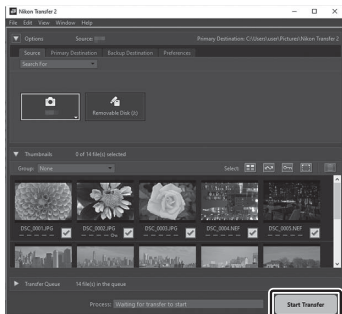 Nikon Transfer 2
File Edit View Window Help
Options Source: Primary Destination: C:\Users\user\Pictures\Nikon Transfer 2
Source Primary Destination Backup Destination Preferences
Search For
Removable Disk (J:)
Thumbnails 0 of 14 file(s) selected
Group: None Select:
DSC_0001.JPG DSC_0002.JPG DSC_0003.JPG DSC_0004.NEF DSC_0005.NEF
Transfer Queue 14 file(s) in the queue
Process: Waiting for transfer to start Start Transfer